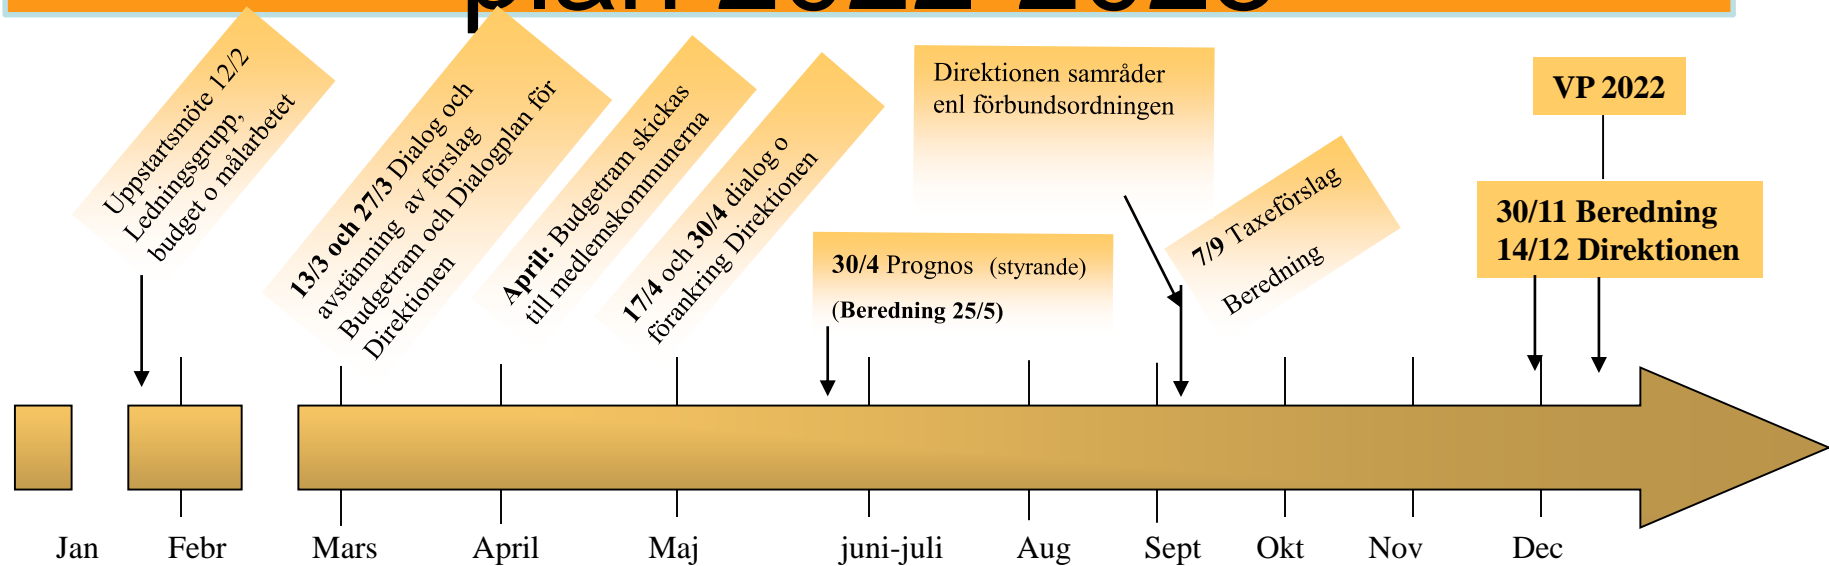 plan 2022-2023
Uppstartsmöte 12/2
Ledningsgrupp,
budget o målarbetet
13/3 och 27/3 Dialog och
avstämning av förslag
Budgetram och Dialogplan för
Direktionen
April: Budgetram skickas
till medlemskommunerna
17/4 och 30/4 dialog o
förankring Direktionen
30/4 Prognos (styrande)
(Beredning 25/5)
Direktionen samråder
enl förbundsordningen
7/9 Taxeförslag
Beredning
VP 2022
30/11 Beredning
14/12 Direktionen
Jan Febr Mars April Maj juni-juli Aug Sept Okt Nov Dec